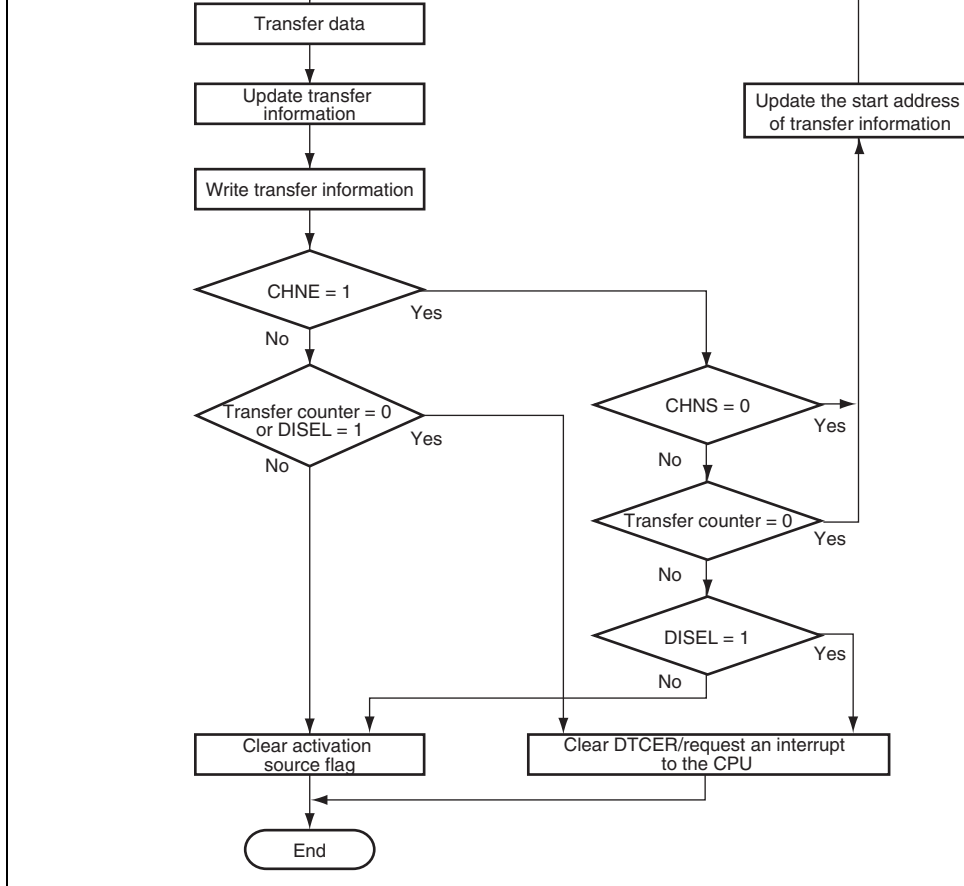 Transfer data
Update transfer
information
Update the start address
of transfer information
Write transfer information
CHNE = 1
Yes
No
Transfer counter = 0
or DISEL = 1
Yes
No
CHNS = 0
Yes
No
Transfer counter = 0
Yes
No
DISEL = 1
Yes
No
Clear activation
source flag
Clear DTCER/request an interrupt
to the CPU
End